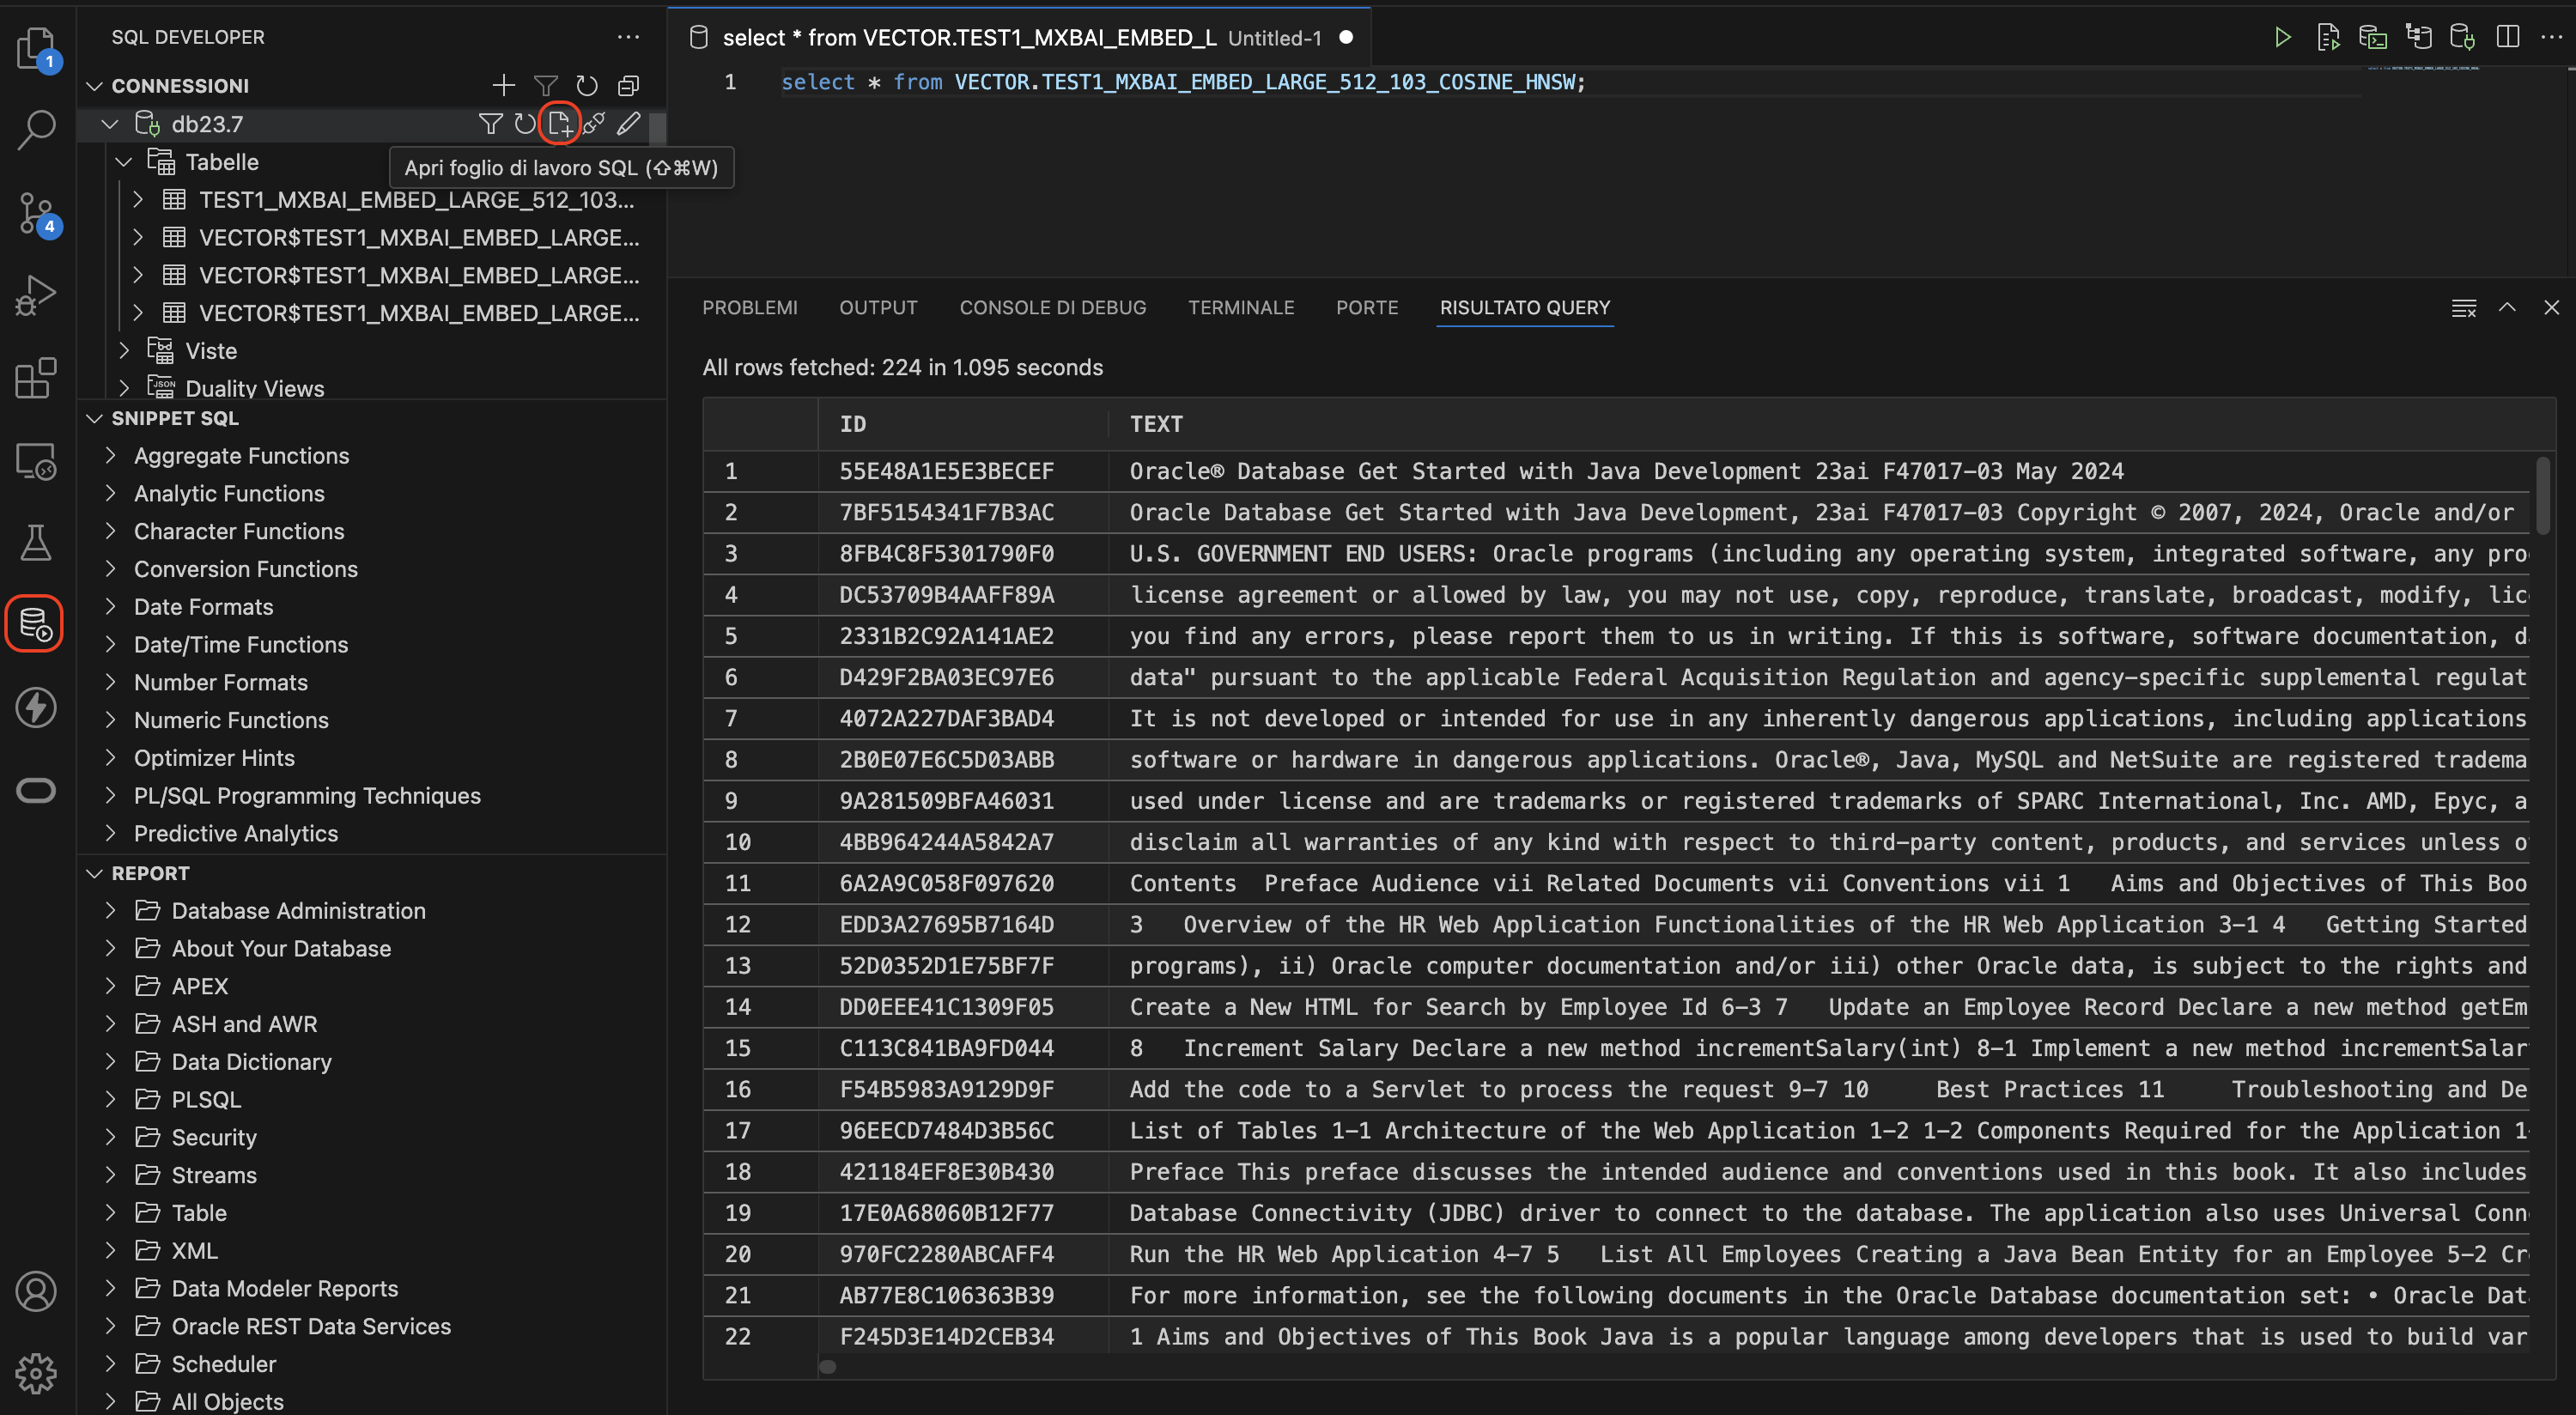 SQL DEVELOPER
CONNESSIONI
db23.7
Apri foglio di lavoro SQL (⇧⌘W)
Tabelle
TEST1_MXBAI_EMBED_LARGE_512_103...
VECTOR$TEST1_MXBAI_EMBED_LARGE...
VECTOR$TEST1_MXBAI_EMBED_LARGE...
VECTOR$TEST1_MXBAI_EMBED_LARGE...
Viste
Duality Views
SNIPPET SQL
Aggregate Functions
Analytic Functions
Character Functions
Conversion Functions
Date Formats
Date/Time Functions
Number Formats
Numeric Functions
Optimizer Hints
PL/SQL Programming Techniques
Predictive Analytics
REPORT
Database Administration
About Your Database
APEX
ASH and AWR
Data Dictionary
PLSQL
Security
Streams
Table
XML
Data Modeler Reports
Oracle REST Data Services
Scheduler
All Objects
1
4
JSON
select * from VECTOR.TEST1_MXBAI_EMBED_L Untitled-1
1 select * from VECTOR.TEST1_MXBAI_EMBED_LARGE_512_103_COSINE_HNSW;
PROBLEMI OUTPUT CONSOLE DI DEBUG TERMINALE PORTE RISULTATO QUERY
All rows fetched: 224 in 1.095 seconds
ID TEXT
1 55E48A1E5E3BECEF Oracle® Database Get Started with Java Development 23ai F47017-03 May 2024
2 7BF5154341F7B3AC Oracle Database Get Started with Java Development, 23ai F47017-03 Copyright © 2007, 2024, Oracle and/or
3 8FB4C8F5301790F0 U.S. GOVERNMENT END USERS: Oracle programs (including any operating system, integrated software, any pro
4 DC53709B4AAFF89A license agreement or allowed by law, you may not use, copy, reproduce, translate, broadcast, modify, lic
5 2331B2C92A141AE2 you find any errors, please report them to us in writing. If this is software, software documentation, d
6 D429F2BA03EC97E6 data" pursuant to the applicable Federal Acquisition Regulation and agency-specific supplemental regulat
7 4072A227DAF3BAD4 It is not developed or intended for use in any inherently dangerous applications, including applications
8 2B0E07E6C5D03ABB software or hardware in dangerous applications. Oracle®, Java, MySQL and NetSuite are registered tradema
9 9A281509BFA46031 used under license and are trademarks or registered trademarks of SPARC International, Inc. AMD, Epyc, a
10 4BB964244A5842A7 disclaim all warranties of any kind with respect to third-party content, products, and services unless o
11 6A2A9C058F097620 Contents Preface Audience vii Related Documents vii Conventions vii 1 Aims and Objectives of This Boo
12 EDD3A27695B7164D 3 Overview of the HR Web Application Functionalities of the HR Web Application 3-1 4 Getting Started
13 52D0352D1E75BF7F programs), ii) Oracle computer documentation and/or iii) other Oracle data, is subject to the rights and
14 DD0EEE41C1309F05 Create a New HTML for Search by Employee Id 6-3 7 Update an Employee Record Declare a new method getEm
15 C113C841BA9FD044 8 Increment Salary Declare a new method incrementSalary(int) 8-1 Implement a new method incrementSalar
16 F54B5983A9129D9F Add the code to a Servlet to process the request 9-7 10 Best Practices 11 Troubleshooting and De
17 96EECD7484D3B56C List of Tables 1-1 Architecture of the Web Application 1-2 1-2 Components Required for the Application 1
18 421184EF8E30B430 Preface This preface discusses the intended audience and conventions used in this book. It also includes
19 17E0A68060B12F77 Database Connectivity (JDBC) driver to connect to the database. The application also uses Universal Conn
20 970FC2280ABCAFF4 Run the HR Web Application 4-7 5 List All Employees Creating a Java Bean Entity for an Employee 5-2 Cr
21 AB77E8C106363B39 For more information, see the following documents in the Oracle Database documentation set: • Oracle Dat
22 F245D3E14D2CEB34 1 Aims and Objectives of This Book Java is a popular language among developers that is used to build var